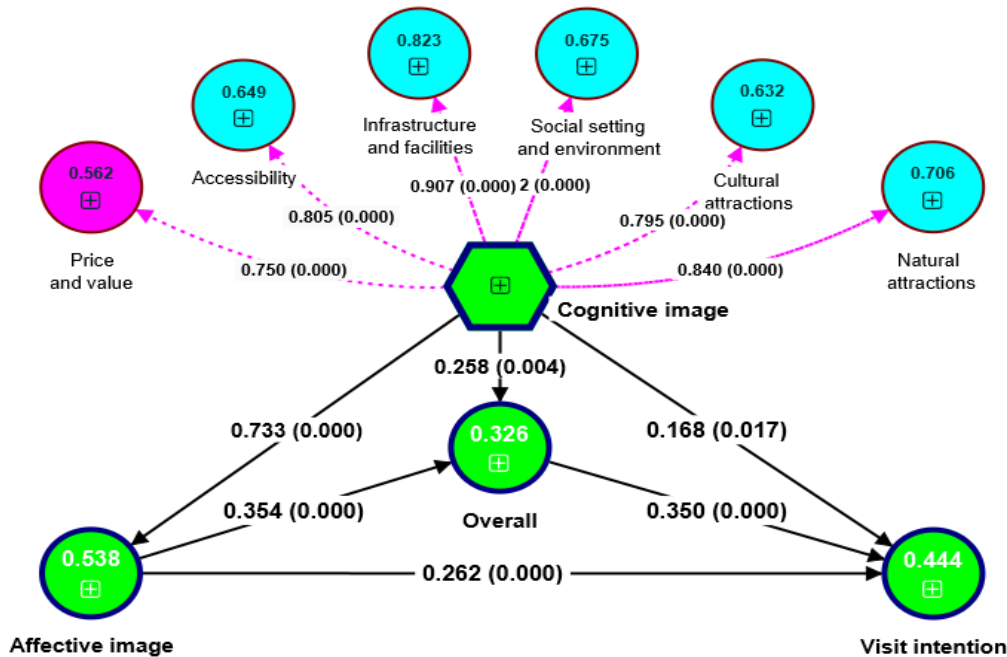 0.823
0.675
0.649
0.632
Infrastructure
and facilities
Social setting
and environment
0.562
0.706
Accessibility
Cultural
attractions
0.907 (0.000)
2 (0.000)
0.805 (0.000)
0.795 (0.000)
Price
and value
Natural
attractions
0.750 (0.000)
0.840 (0.000)
Cognitive image
0.258 (0.004)
0.733 (0.000)
0.326
0.168 (0.017)
0.354 (0.000)
Overall
0.350 (0.000)
0.538
0.262 (0.000)
0.444
Affective image
Visit intention